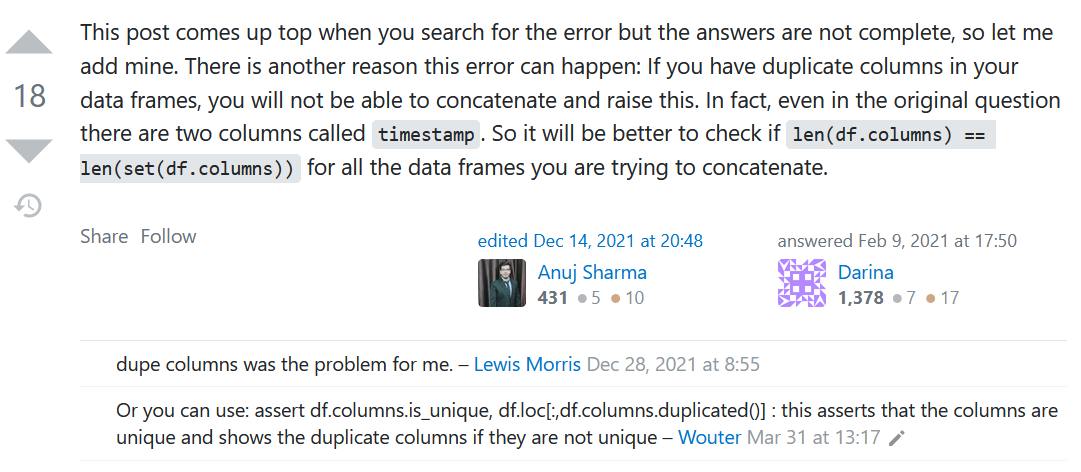 This post comes up top when you search for the error but the answers are not complete, so let me
add mine. There is another reason this error can happen: If you have duplicate columns in your
18
data frames, you will not be able to concatenate and raise this. In fact, even in the original question
there are two columns called timestamp. So it will be better to check if len(df.columns) ==
len(set(df.columns)) for all the data frames you are trying to concatenate.
Share Follow
edited Dec 14, 2021 at 20:48
Anuj Sharma
431 5 10
answered Feb 9, 2021 at 17:50
Darina
1,378 7 17
dupe columns was the problem for me. – Lewis Morris Dec 28, 2021 at 8:55
Or you can use: assert df.columns.is_unique, df.loc[:,df.columns.duplicated()] : this asserts that the columns are
unique and shows the duplicate columns if they are not unique – Wouter Mar 31 at 13:17